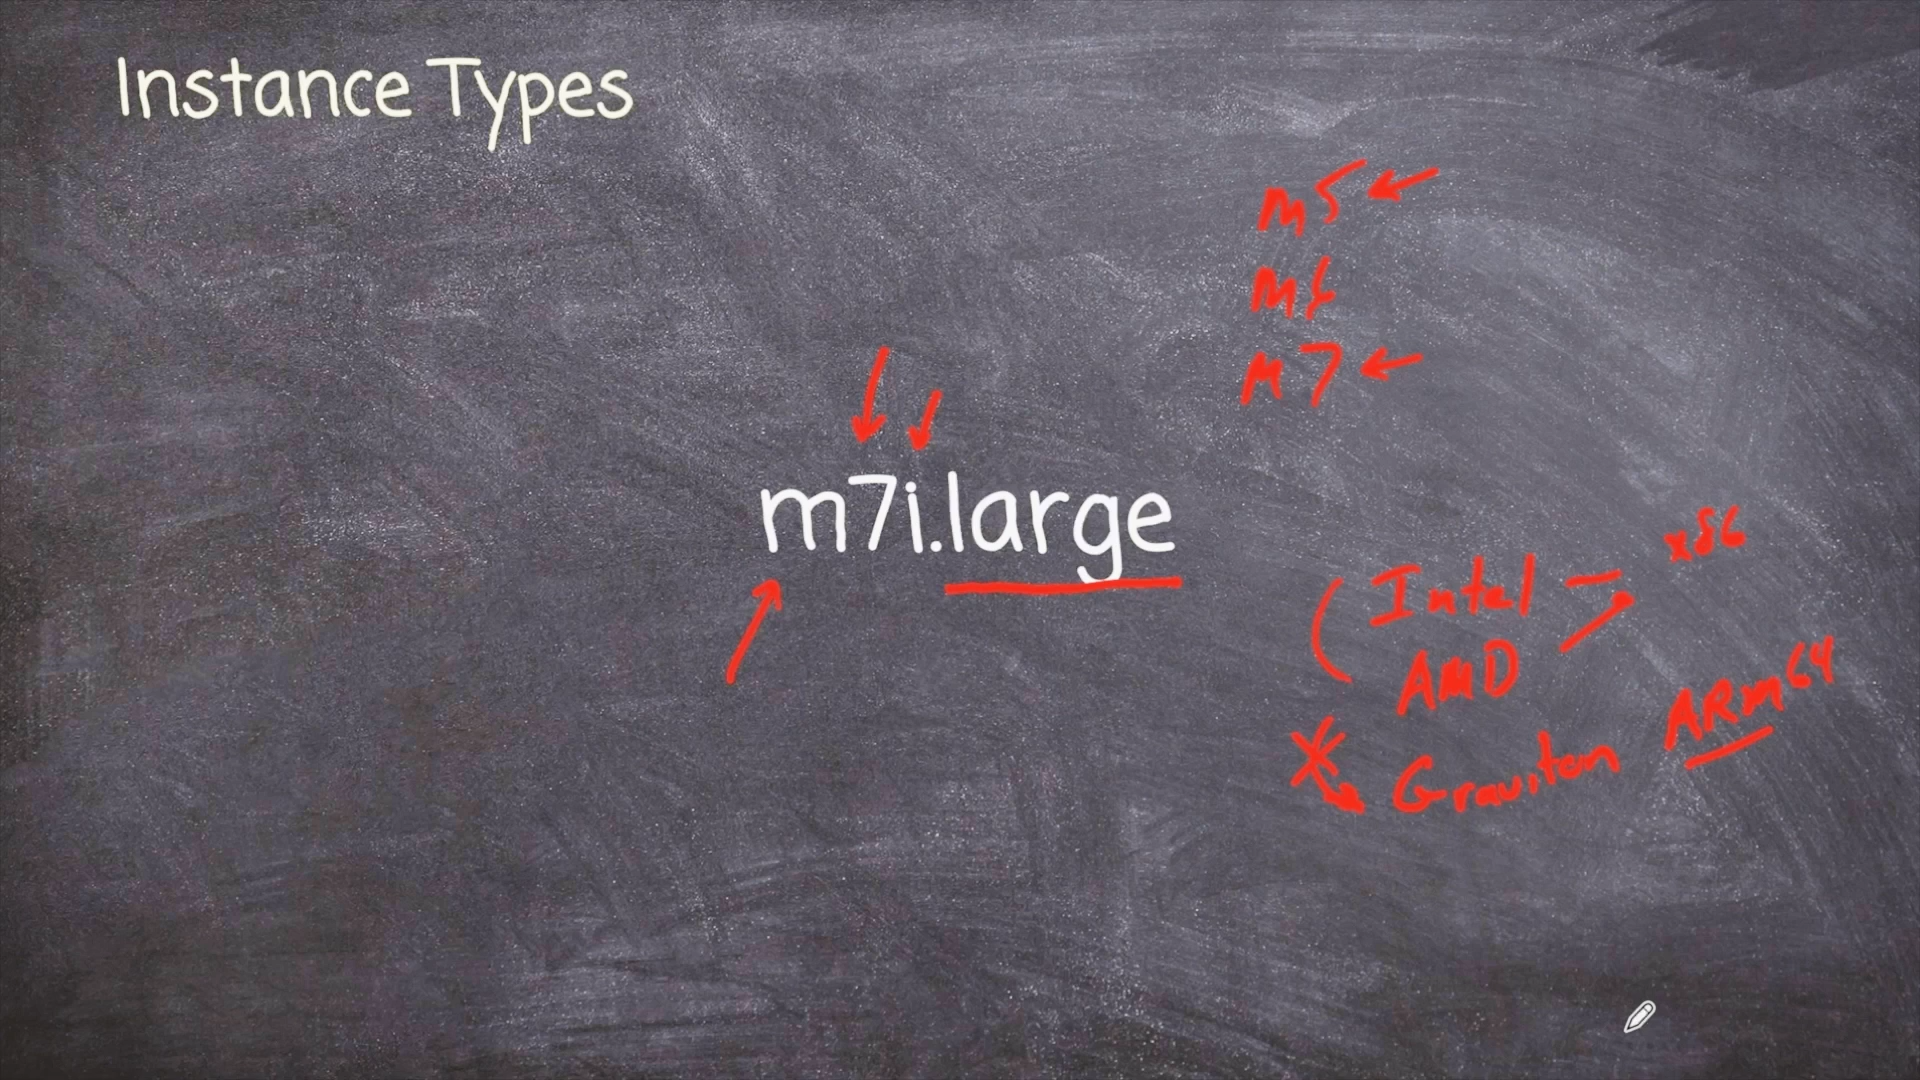 Instance Types
m5
m6
m7
m7i.large
x86
Intel
AMD
ARM64
Graviton